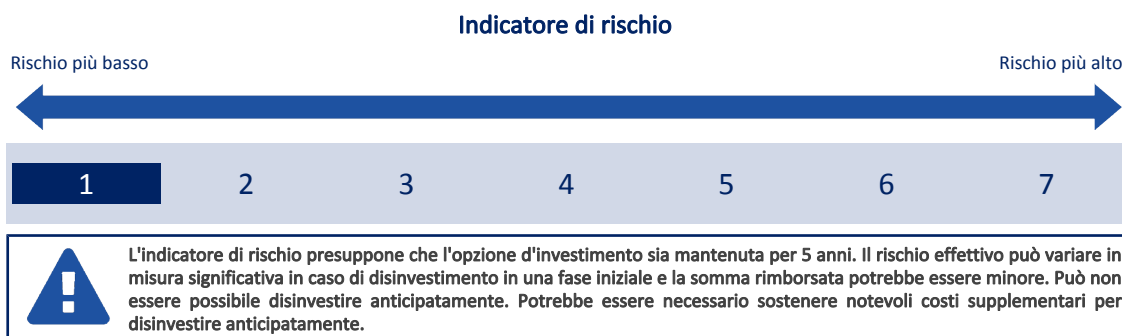 Indicatore di rischio
Rischio più basso
Rischio più alto
1 2 3 4 5 6 7
L'indicatore di rischio presuppone che l'opzione d'investimento sia mantenuta per 5 anni. Il rischio effettivo può variare in
misura significativa in caso di disinvestimento in una fase iniziale e la somma rimborsata potrebbe essere minore. Può non
essere possibile disinvestire anticipatamente. Potrebbe essere necessario sostenere notevoli costi supplementari per
disinvestire anticipatamente.